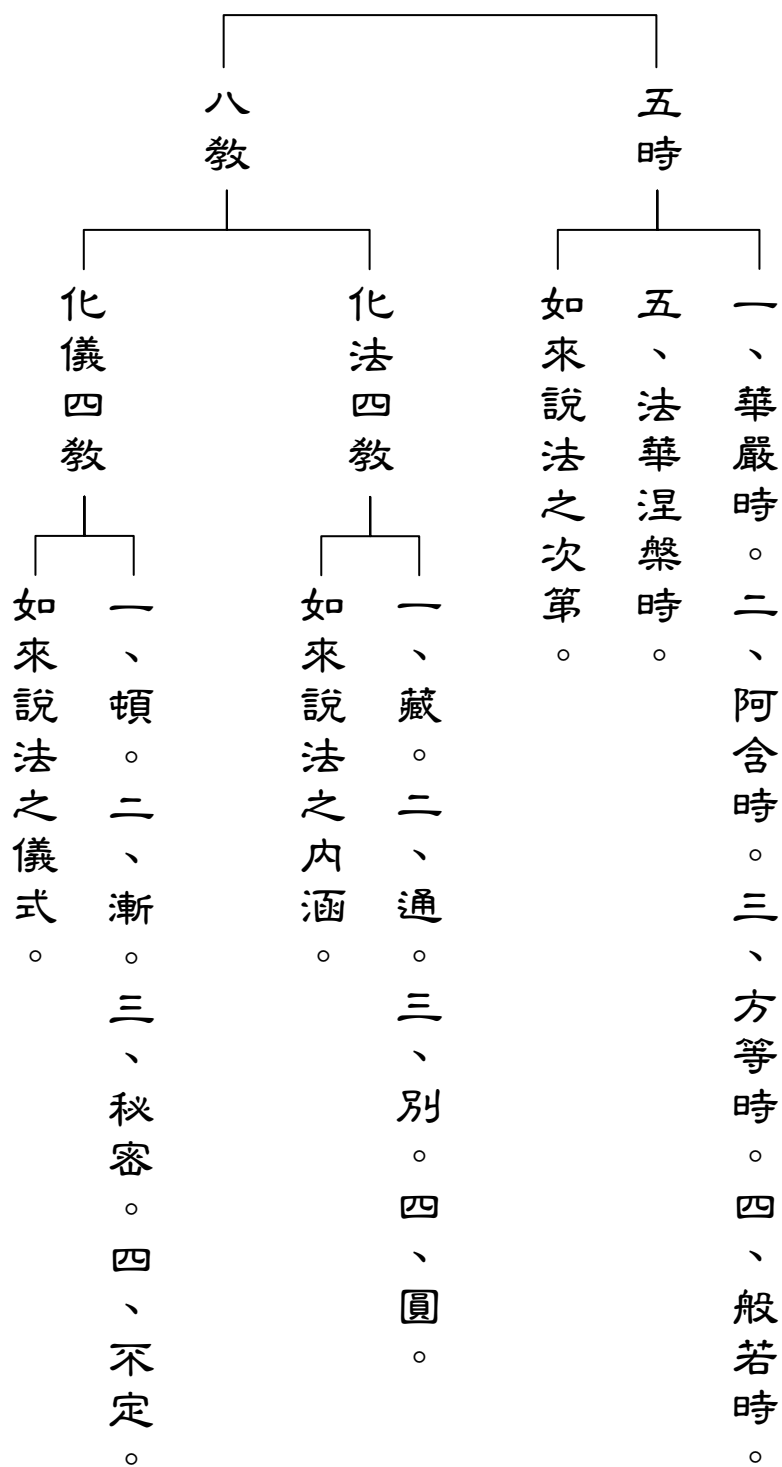 五時
一、華嚴時。二、阿含時。三、方等時。四、般若時。
五、法華涅槃時。
如來說法之次第。
八教
化法四教
一、藏。二、通。三、別。四、圓。
如來說法之內涵。
化儀四教
一、頓。二、漸。三、秘密。四、不定。
如來說法之儀式。